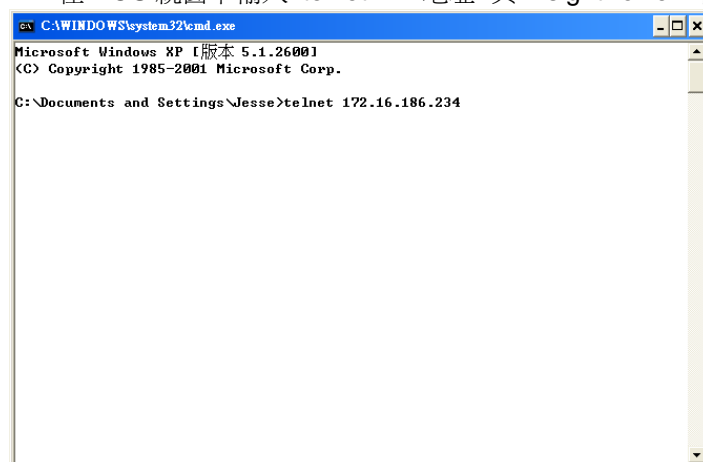 C:\WINDOWS\system32\cmd.exe
Microsoft Windows XP [版本 5.1.2600]
(C) Copyright 1985-2001 Microsoft Corp.
C:\Documents and Settings\Jesse>telnet 172.16.186.234